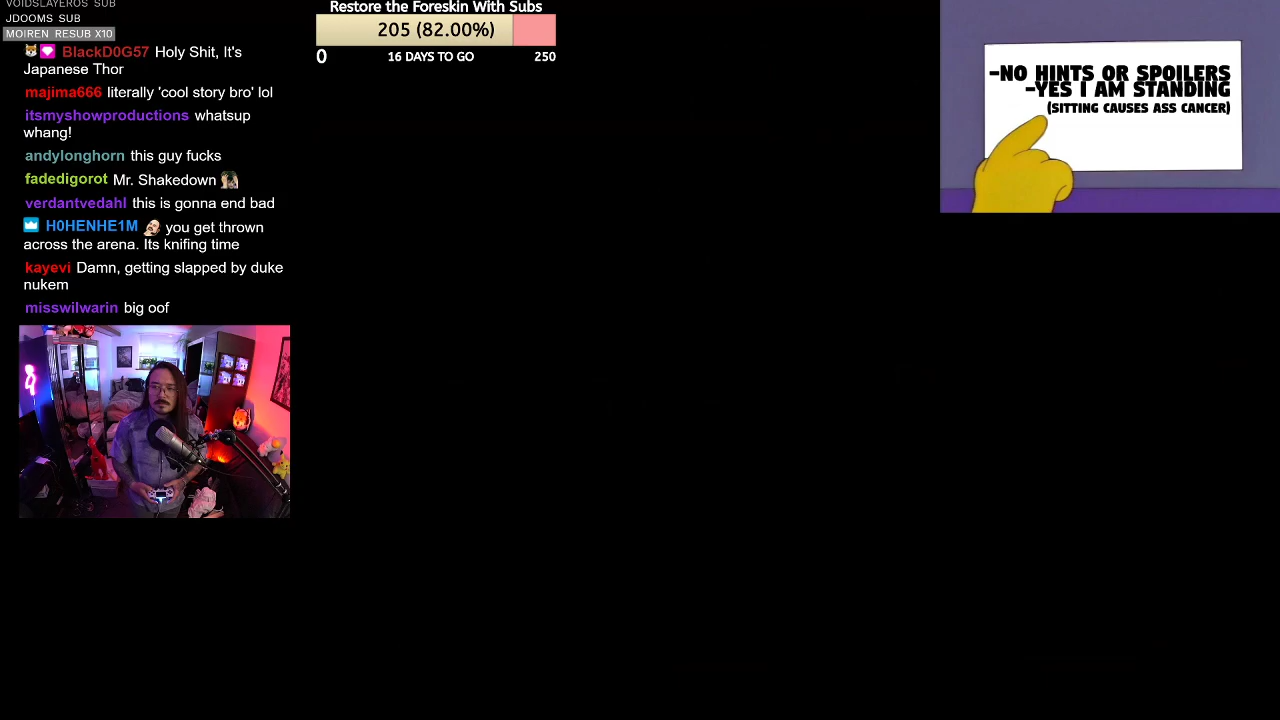 VOIDSLAYEROS SUB
JDOOMS SUB
MOIREN RESUB X10
BlackD0G57 Holy Shit, It's
Japanese Thor
majima666 literally 'cool story bro' lol
itsmyshowproductions whatsup
whang!
andylonghorn this guy fucks
fadedigorot Mr. Shakedown
verdantvedahl this is gonna end bad
H0HENHE1M you get thrown
across the arena. Its knifing time
kayevi Damn, getting slapped by duke
nukem
misswilwarin big oof
Restore the Foreskin With Subs
205 (82.00%)
0 16 DAYS TO GO 250
-NO HINTS OR SPOILERS
-YES I AM STANDING
(SITTING CAUSES ASS CANCER)